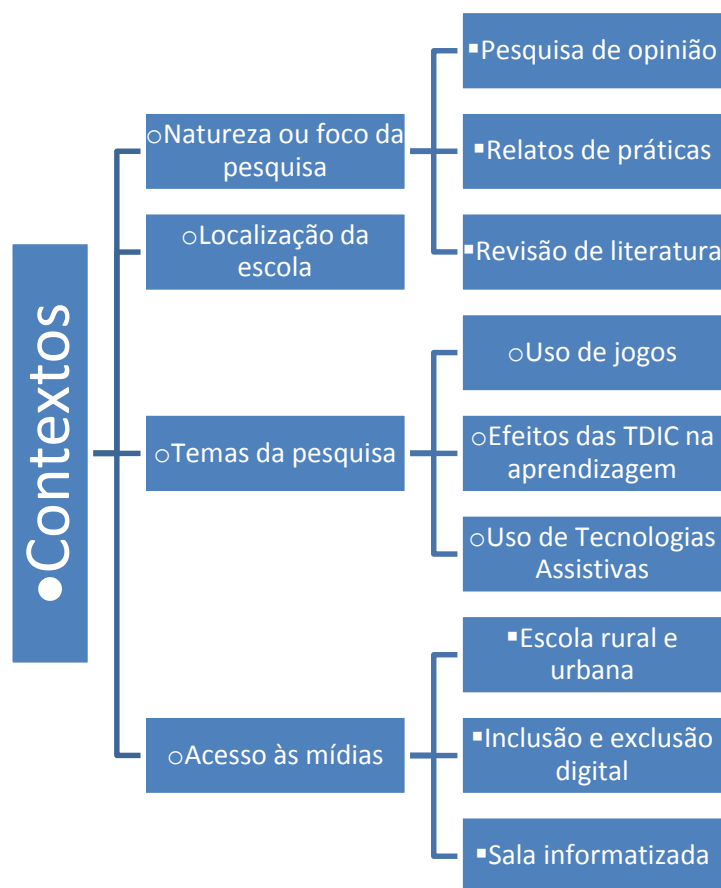 •Contextos
○Natureza ou foco da
pesquisa
▪Pesquisa de opinião
▪Relatos de práticas
▪Revisão de literatura
○Localização da
escola
○Temas da pesquisa
○Uso de jogos
○Efeitos das TDIC na
aprendizagem
○Uso de Tecnologias
Assistivas
○Acesso às mídias
▪Escola rural e
urbana
▪Inclusão e exclusão
digital
▪Sala informatizada